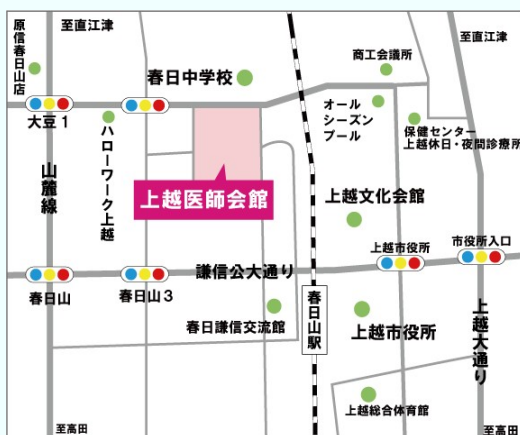 原信春日山店
至直江津
至直江津
商工会議所
春日中学校
オール
シーズン
プール
大豆1
ハローワーク上越
保健センター
上越休日・夜間診療所
山麓線
上越医師会館
上越文化会館
上越市役所
市役所入口
謙信公大通り
春日山
春日山3
春日謙信交流館
春日山駅
上越市役所
上越大通り
上越総合体育館
至高田
至高田